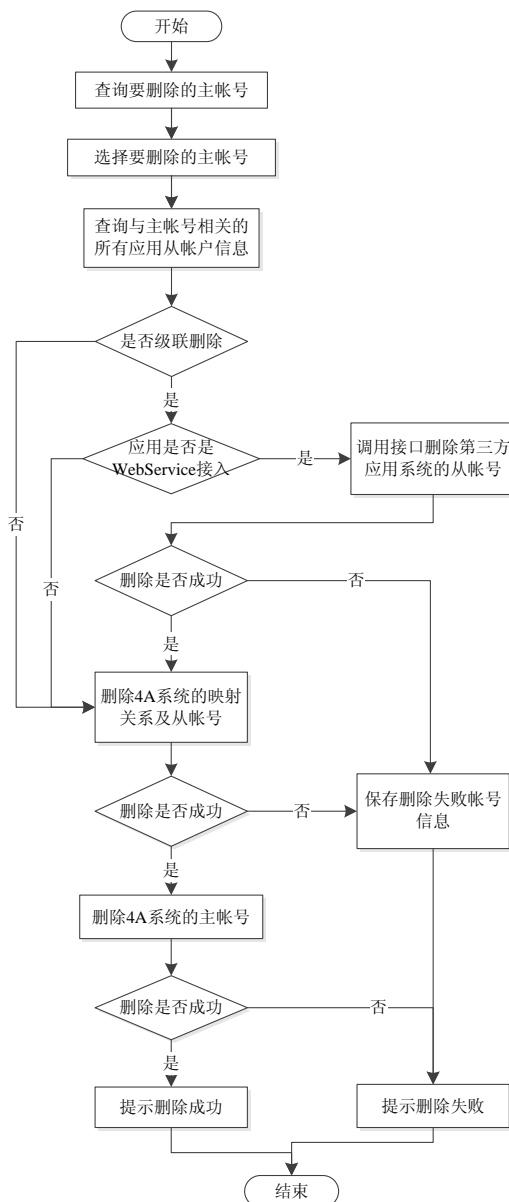 开始
查询要删除的主帐号
选择要删除的主帐号
查询与主帐号相关的
所有应用从帐户信息
是否级联删除
是
应用是否是
WebService接入
是
调用接口删除第三方
应用系统的从帐号
否
否
删除是否成功
否
是
删除4A系统的映射
关系及从帐号
删除是否成功
否
保存删除失败帐号
信息
是
删除4A系统的主帐号
删除是否成功
否
是
提示删除成功
提示删除失败
结束